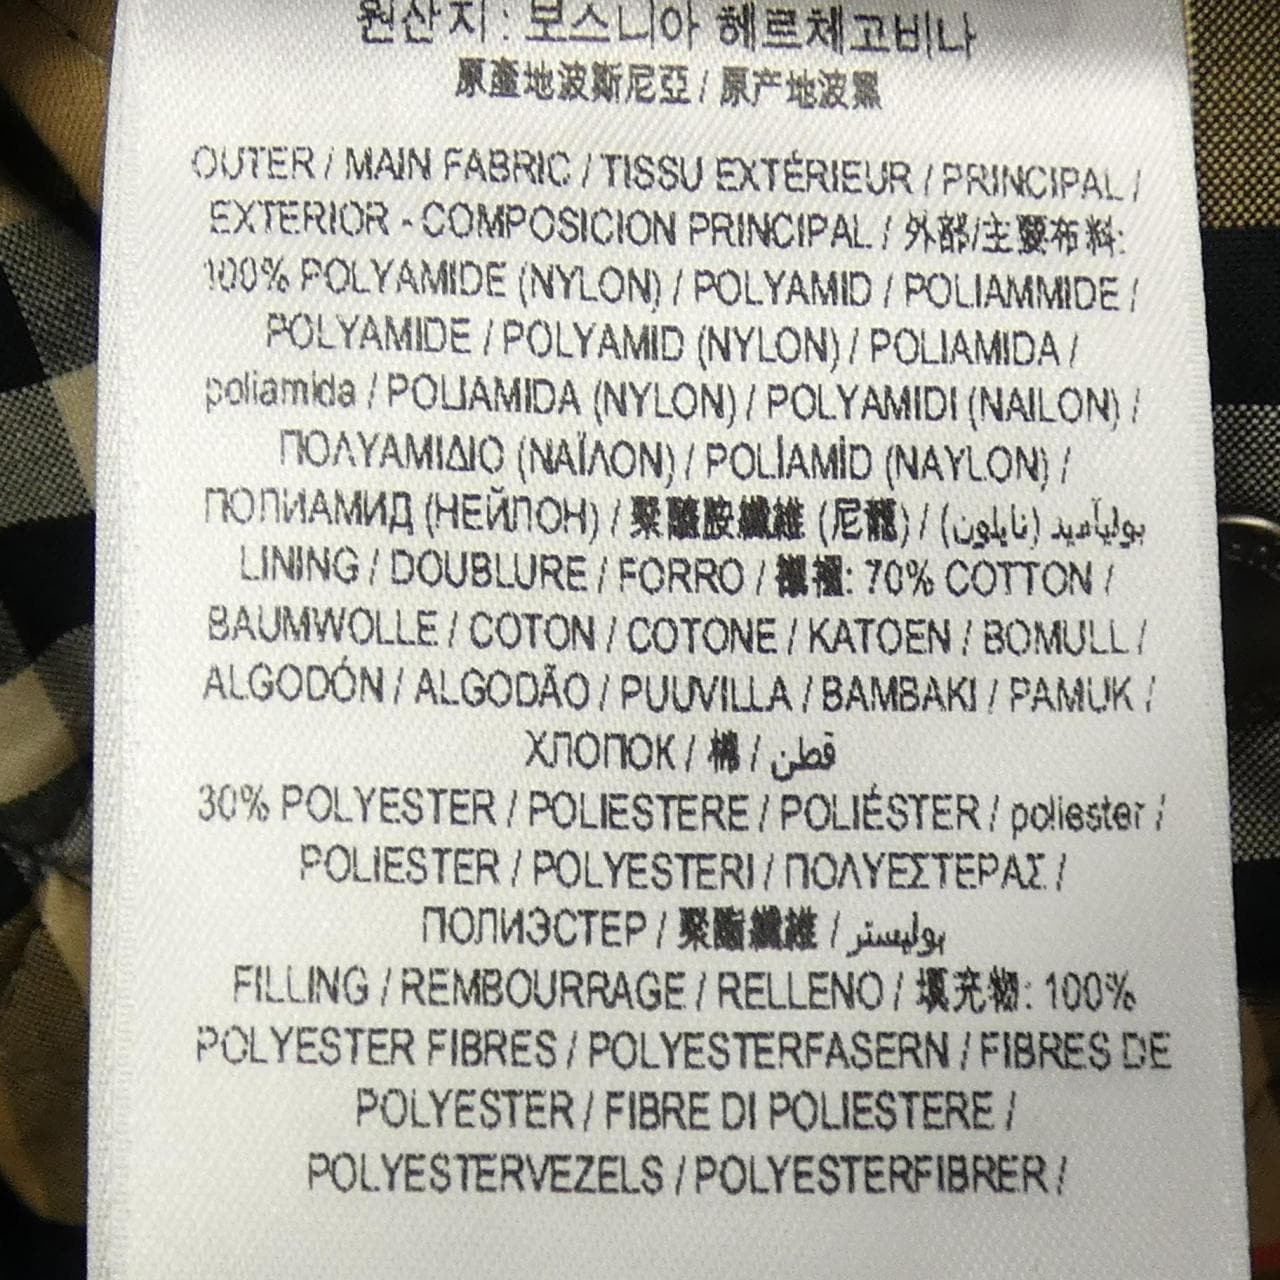 원산지 : 보스니아 헤르체고비나
原產地波斯尼亞 / 原产地波黑
OUTER / MAIN FABRIC / TISSU EXTÉRIEUR / PRINCIPAL /
EXTERIOR - COMPOSICION PRINCIPAL / 外部/主要布料:
100% POLYAMIDE (NYLON) / POLYAMID / POLIAMMIDE /
POLYAMIDE / POLYAMID (NYLON) / POLIAMIDA /
poliamida / POLIAMIDA (NYLON) / POLYAMIDI (NAILON) /
ΠΟΛΥΑΜΙΔΙΟ (ΝΑΪΛΟΝ) / POLİAMİD (NAYLON) /
ПОЛИАМИД (НЕЙЛОН) / 聚醯胺纖維 (尼龍) / بوليآميد (نايلون)
LINING / DOUBLURE / FORRO / 襯裡: 70% COTTON /
BAUMWOLLE / COTON / COTONE / KATOEN / BOMULL /
ALGODÓN / ALGODÃO / PUUVILLA / BAMBAKI / PAMUK /
ХЛОПОК / 棉 / قطن
30% POLYESTER / POLIESTERE / POLIÉSTER / poliester /
POLIESTER / POLYESTERI / ΠΟΛΥΕΣΤΕΡΑΣ /
ПОЛИЭСТЕР / 聚酯纖維 / بوليستر
FILLING / REMBOURRAGE / RELLENO / 填充物: 100%
POLYESTER FIBRES / POLYESTERFASERN / FIBRES DE
POLYESTER / FIBRE DI POLIESTERE /
POLYESTERVEZELS / POLYESTERFIBRER /